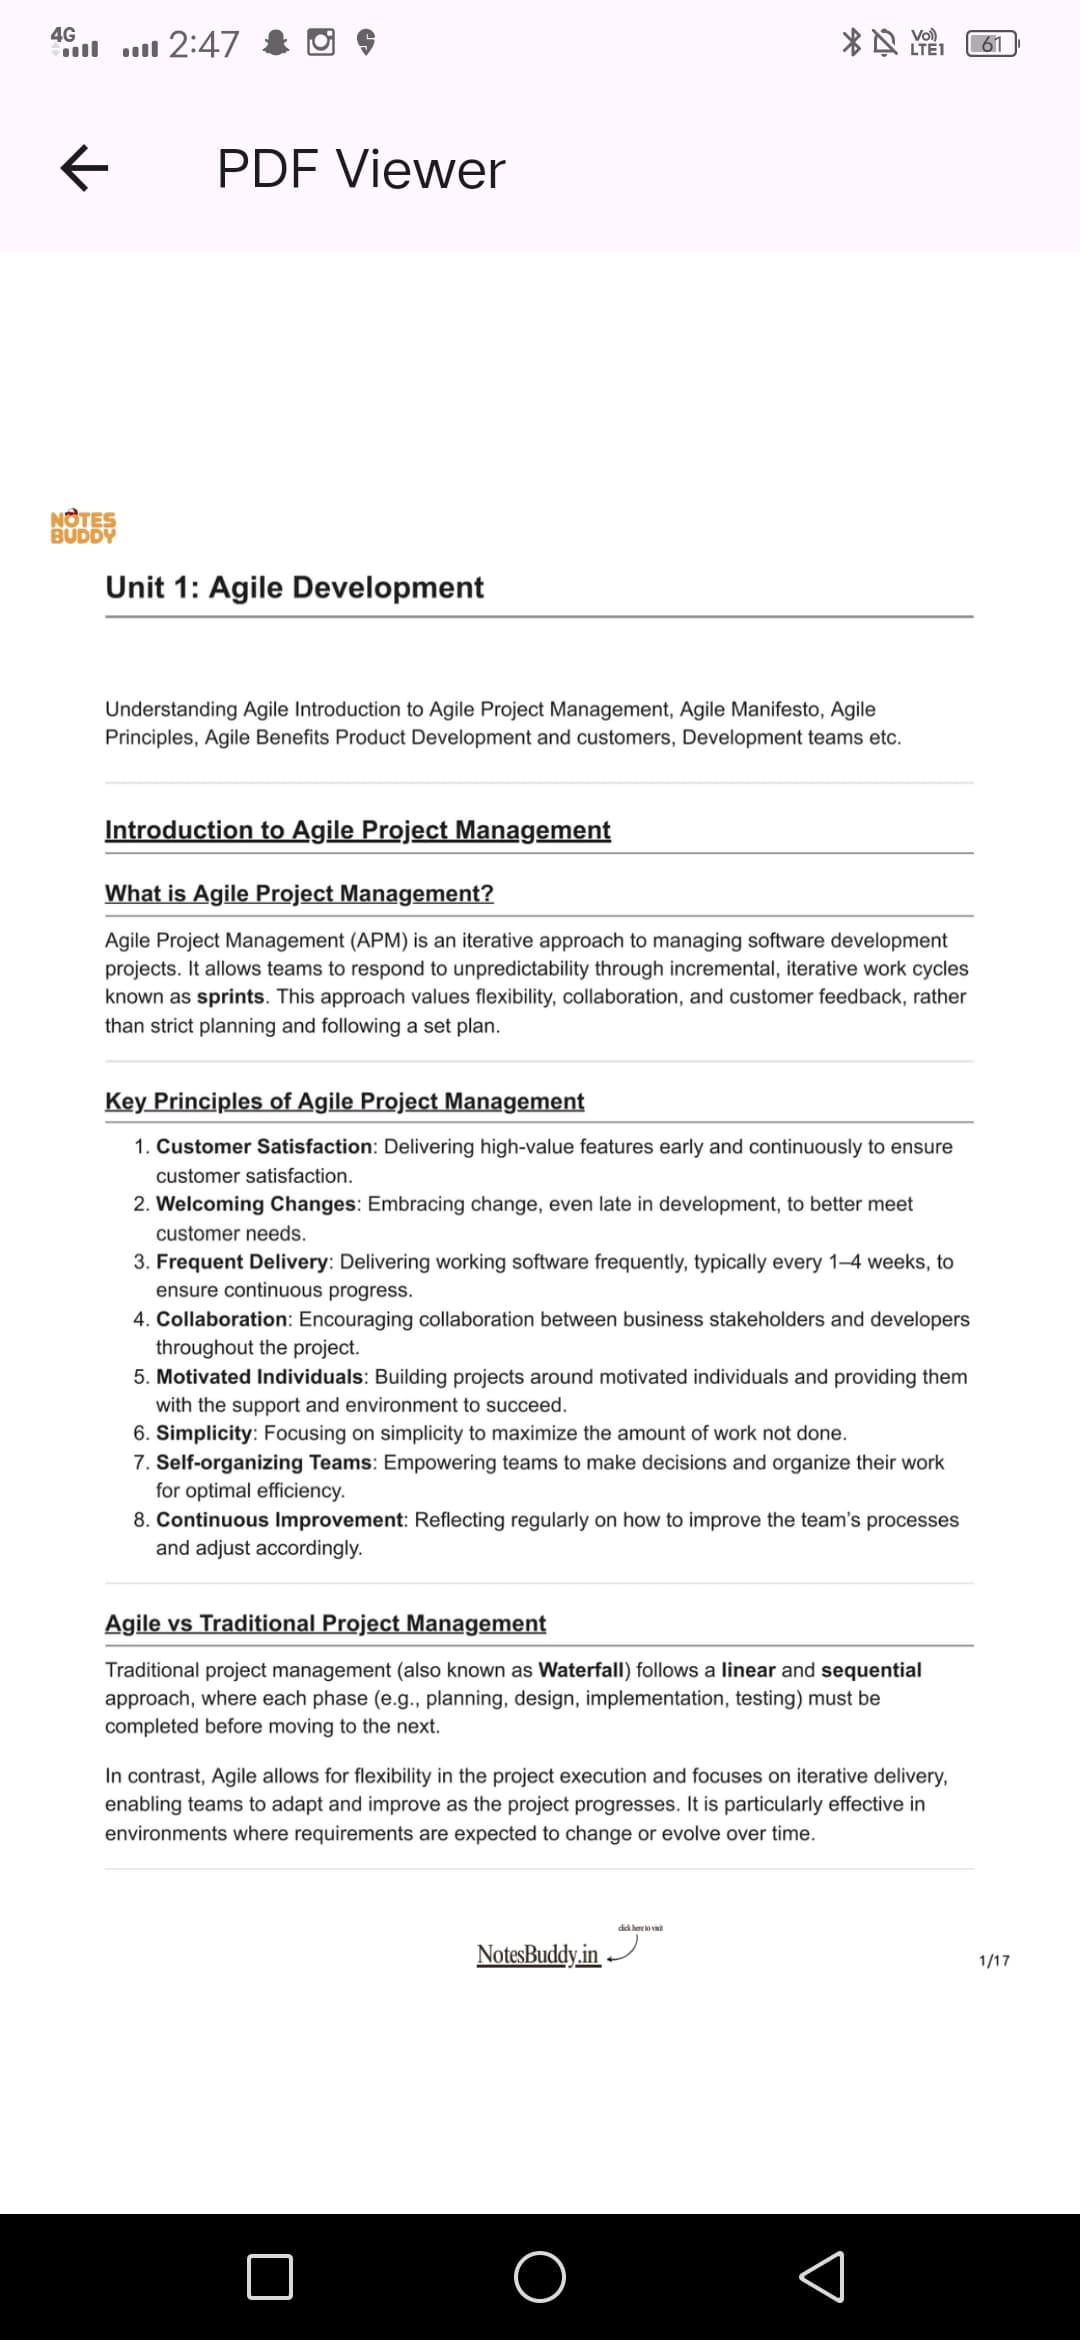 4G 2:47 Vo)) LTE1 61
PDF Viewer
NOTES
BUDDY
Unit 1: Agile Development
Understanding Agile Introduction to Agile Project Management, Agile Manifesto, Agile
Principles, Agile Benefits Product Development and customers, Development teams etc.
Introduction to Agile Project Management
What is Agile Project Management?
Agile Project Management (APM) is an iterative approach to managing software development
projects. It allows teams to respond to unpredictability through incremental, iterative work cycles
known as sprints. This approach values flexibility, collaboration, and customer feedback, rather
than strict planning and following a set plan.
Key Principles of Agile Project Management
1. Customer Satisfaction: Delivering high-value features early and continuously to ensure
customer satisfaction.
2. Welcoming Changes: Embracing change, even late in development, to better meet
customer needs.
3. Frequent Delivery: Delivering working software frequently, typically every 1–4 weeks, to
ensure continuous progress.
4. Collaboration: Encouraging collaboration between business stakeholders and developers
throughout the project.
5. Motivated Individuals: Building projects around motivated individuals and providing them
with the support and environment to succeed.
6. Simplicity: Focusing on simplicity to maximize the amount of work not done.
7. Self-organizing Teams: Empowering teams to make decisions and organize their work
for optimal efficiency.
8. Continuous Improvement: Reflecting regularly on how to improve the team's processes
and adjust accordingly.
Agile vs Traditional Project Management
Traditional project management (also known as Waterfall) follows a linear and sequential
approach, where each phase (e.g., planning, design, implementation, testing) must be
completed before moving to the next.
In contrast, Agile allows for flexibility in the project execution and focuses on iterative delivery,
enabling teams to adapt and improve as the project progresses. It is particularly effective in
environments where requirements are expected to change or evolve over time.
click here to visit
NotesBuddy.in
1/17